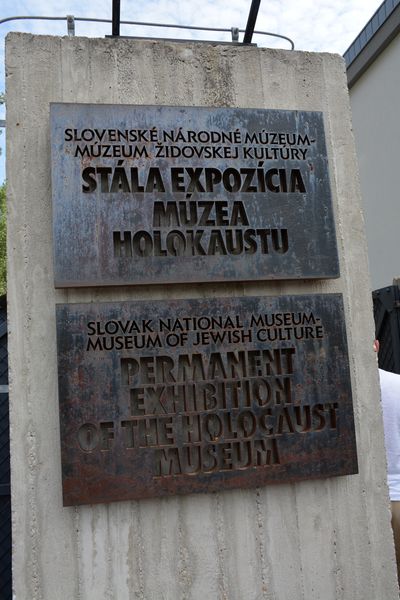 SLOVENSKÉ NÁRODNÉ MÚZEUM-
MÚZEUM ŽIDOVSKEJ KULTÚRY
STÁLA EXPOZÍCIA
MÚZEA
HOLOKAUSTU
SLOVAK NATIONAL MUSEUM-
MUSEUM OF JEWISH CULTURE
PERMANENT
EXHIBITION
OF THE HOLOCAUST
MUSEUM